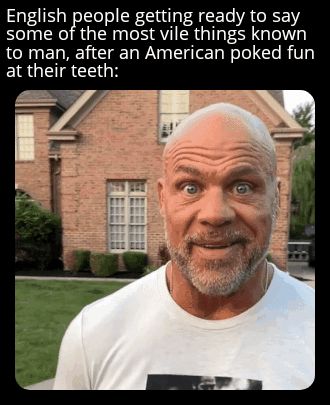 English people getting ready to say
some of the most vile things known
to man, after an American poked fun
at their teeth: